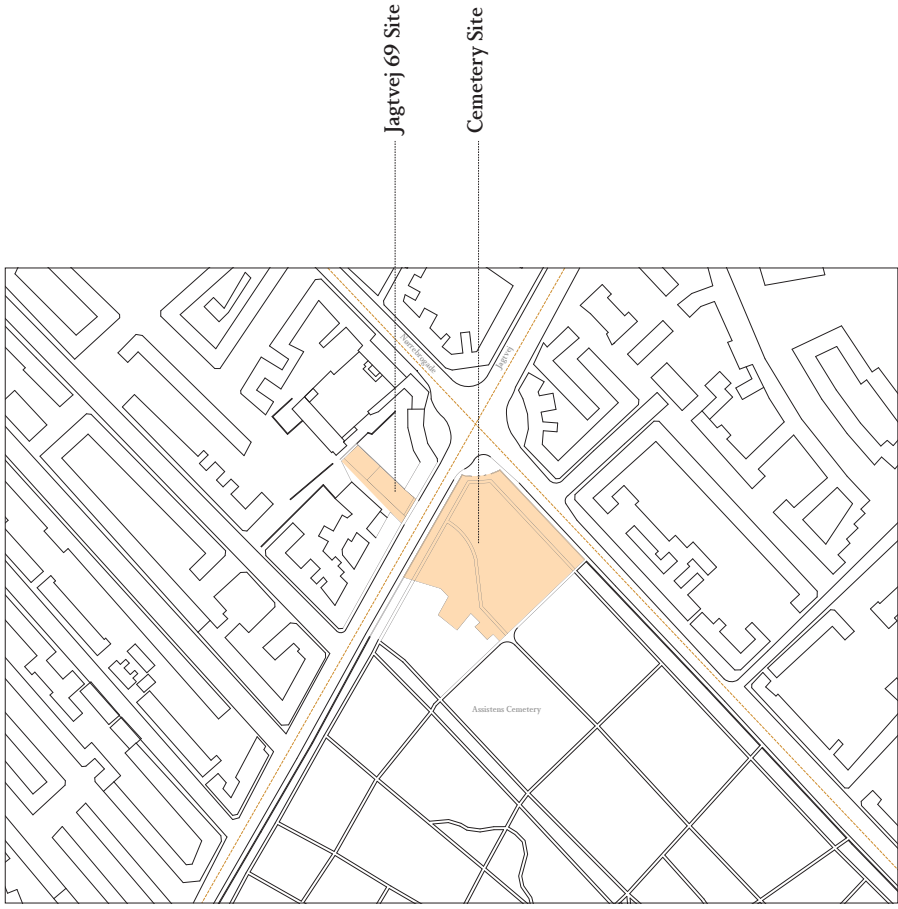 Jagtvej 69 Site
Cemetery Site
Nørrebrogade
Jagtvej
Assistens Cemetery